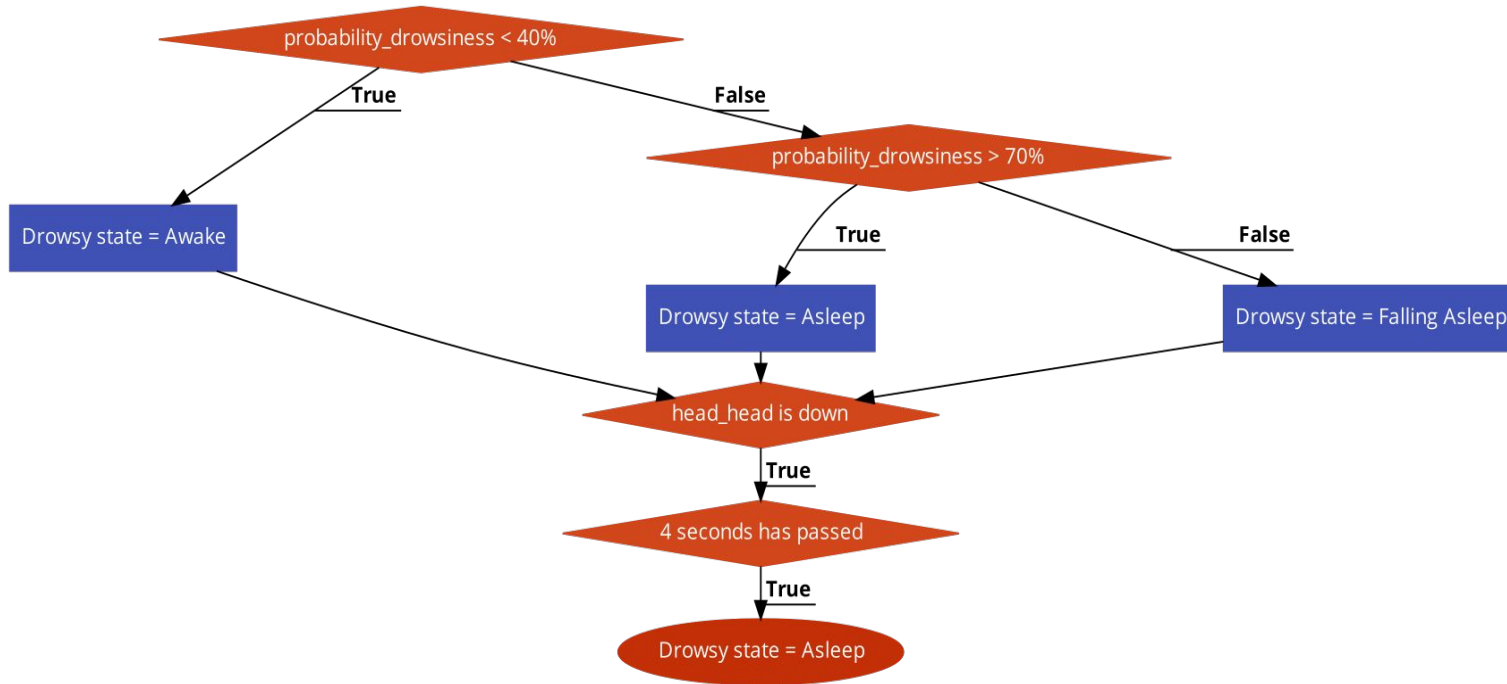 probability_drowsiness < 40%
True
False
probability_drowsiness > 70%
Drowsy state = Awake
True
False
Drowsy state = Asleep
Drowsy state = Falling Asleep
head_head is down
True
4 seconds has passed
True
Drowsy state = Asleep